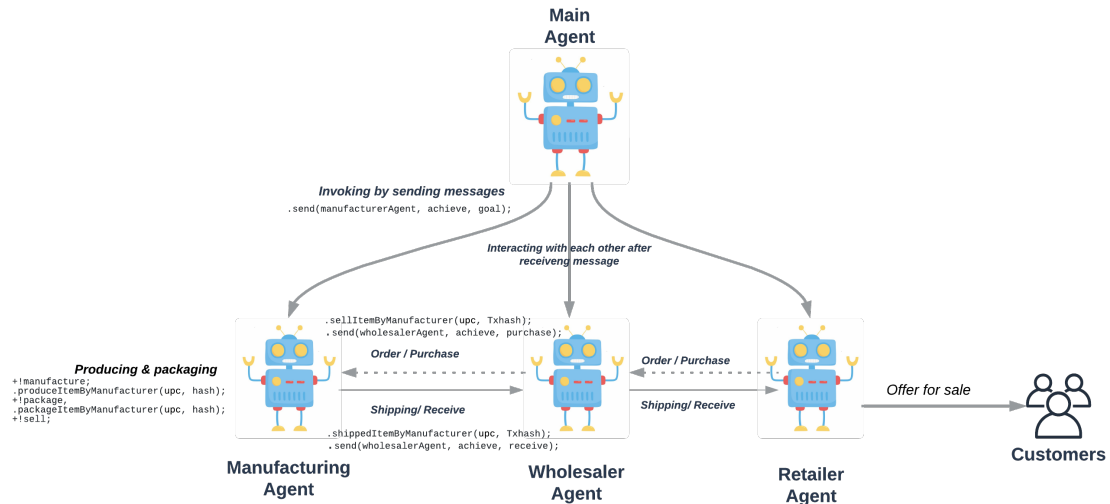 Main
Agent
Invoking by sending messages
.send(manufacturerAgent, achieve, goal);
Interacting with each other after
receiveng message
.sellItemByManufacturer(upc, Txhash);
.send(wholesalerAgent, achieve, purchase);
Order / Purchase
Order / Purchase
Producing & packaging
+!manufacture;
.produceItemByManufacturer(upc, hash);
+!package,
.packageItemByManufacturer(upc, hash);
+!sell;
Offer for sale
Shipping/ Receive
Shipping/ Receive
.shippedItemByManufacturer(upc, Txhash);
.send(wholesalerAgent, achieve, receive);
Manufacturing
Agent
Wholesaler
Agent
Retailer
Agent
Customers